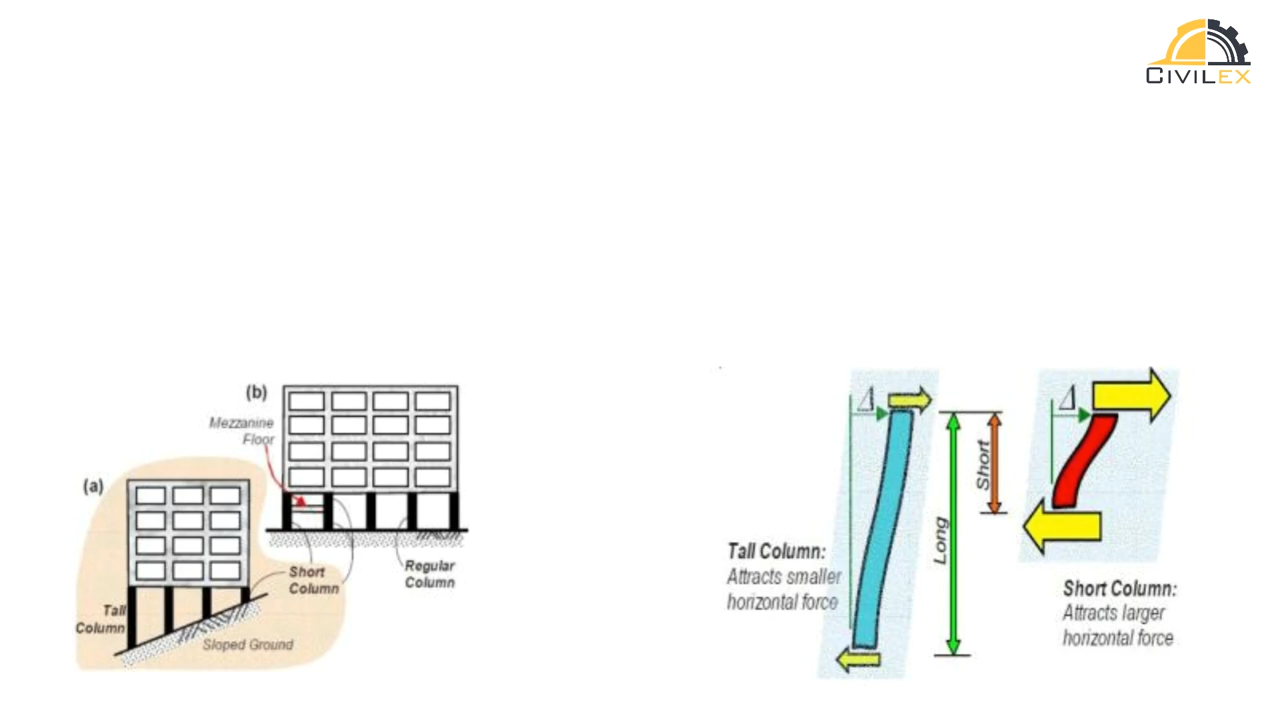 CIVILEX
(b)
Mezzanine
Floor
(a)
Short
Column
Regular
Column
Tall
Column
Sloped Ground
Δ
Δ
Short
Long
Tall Column:
Attracts smaller
horizontal force
Short Column:
Attracts larger
horizontal force